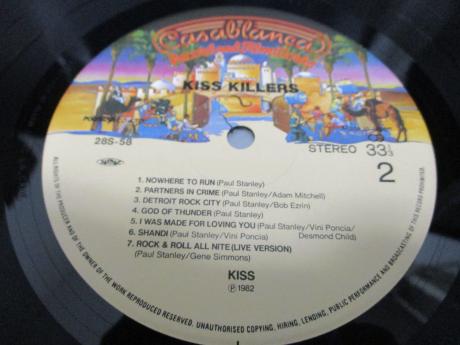 Casablanca
KISS KILLERS
28S-58
STEREO 33 1/3
2
1. NOWHERE TO RUN (Paul Stanley)
2. PARTNERS IN CRIME (Paul Stanley/Adam Mitchell)
3. DETROIT ROCK CITY (Paul Stanley/Bob Ezrin)
4. GOD OF THUNDER (Paul Stanley)
5. I WAS MADE FOR LOVING YOU (Paul Stanley/Vini Poncia/
Desmond Child)
6. SHANDI (Paul Stanley/Vini Poncia)
7. ROCK & ROLL ALL NITE (LIVE VERSION)
(Paul Stanley/Gene Simmons)
KISS
Ⓟ 1982
ALL RIGHTS OF THE PRODUCER AND OF THE OWNER OF THE WORK REPRODUCED RESERVED. UNAUTHORISED COPYING, HIRING, LENDING, PUBLIC PERFORMANCE AND BROADCASTING OF THIS RECORD PROHIBITED.